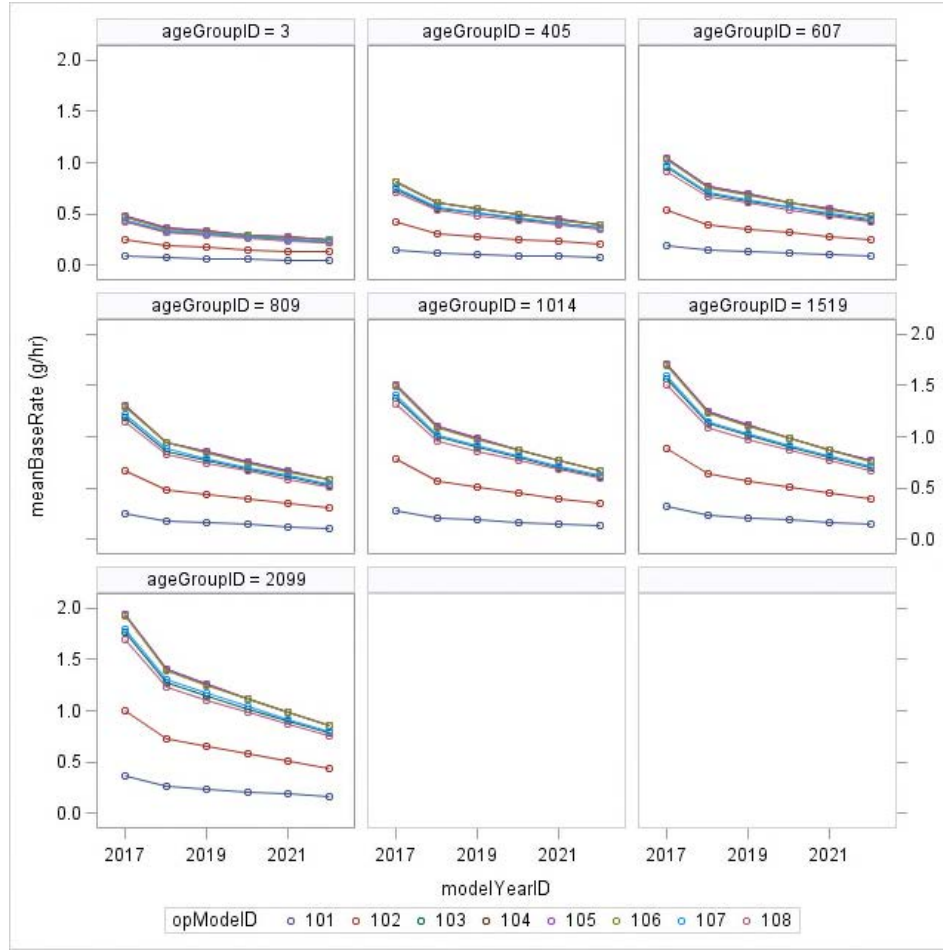 ageGroupID = 3
ageGroupID = 405
ageGroupID = 607
2.0
1.5
1.0
0.5
0.0
ageGroupID = 809
ageGroupID = 1014
ageGroupID = 1519
2.0
1.5
1.0
0.5
0.0
meanBaseRate (g/hr)
ageGroupID = 2099
2.0
1.5
1.0
0.5
0.0
2017 2019 2021 2017 2019 2021 2017 2019 2021
modelYearID
opModeID 101 102 103 104 105 106 107 108